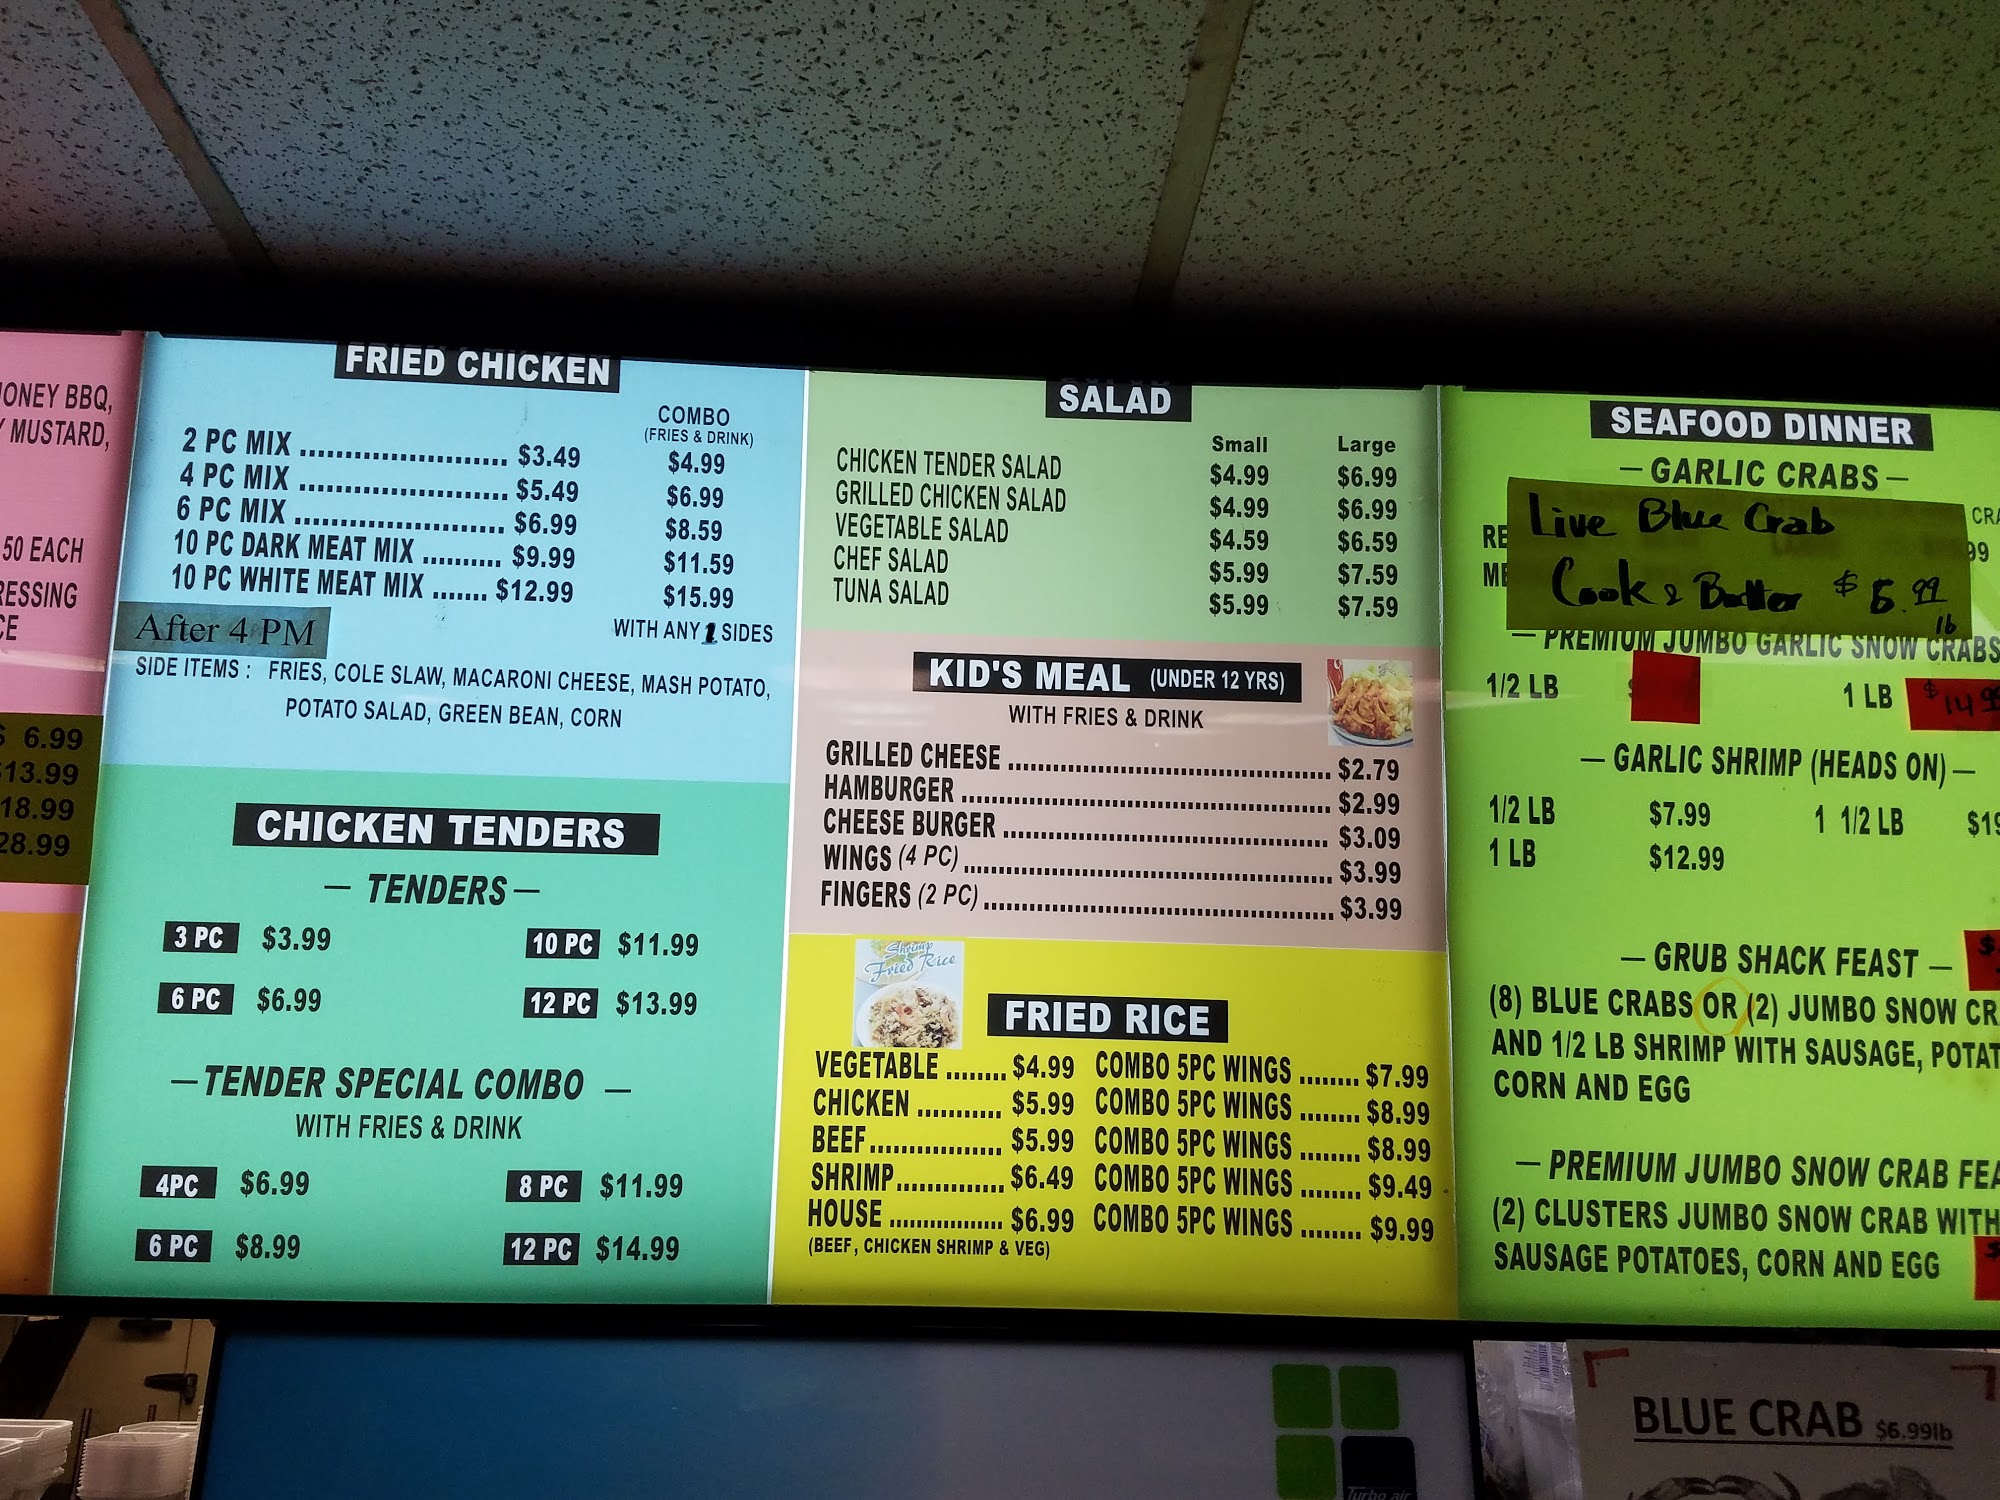 ONEY BBQ,
MUSTARD,
50 EACH
RESSING
CE
$ 6.99
13.99
18.99
28.99
FRIED CHICKEN
COMBO
(FRIES & DRINK)
2 PC MIX ....................... $3.49 $4.99
4 PC MIX ....................... $5.49 $6.99
6 PC MIX ....................... $6.99 $8.59
10 PC DARK MEAT MIX ......... $9.99 $11.59
10 PC WHITE MEAT MIX ....... $12.99 $15.99
After 4 PM
WITH ANY 1 SIDES
SIDE ITEMS : FRIES, COLE SLAW, MACARONI CHEESE, MASH POTATO,
POTATO SALAD, GREEN BEAN, CORN
CHICKEN TENDERS
— TENDERS —
3 PC $3.99 10 PC $11.99
6 PC $6.99 12 PC $13.99
— TENDER SPECIAL COMBO —
WITH FRIES & DRINK
4PC $6.99 8 PC $11.99
6 PC $8.99 12 PC $14.99
SALAD
Small Large
CHICKEN TENDER SALAD $4.99 $6.99
GRILLED CHICKEN SALAD $4.99 $6.99
VEGETABLE SALAD $4.59 $6.59
CHEF SALAD $5.99 $7.59
TUNA SALAD $5.99 $7.59
KID'S MEAL (UNDER 12 YRS)
WITH FRIES & DRINK
GRILLED CHEESE ........................................ $2.79
HAMBURGER ............................................. $2.99
CHEESE BURGER ........................................ $3.09
WINGS (4 PC) ............................................. $3.99
FINGERS (2 PC) .......................................... $3.99
Shrimp
Fried Rice
FRIED RICE
VEGETABLE ........ $4.99 COMBO 5PC WINGS ........ $7.99
CHICKEN ........... $5.99 COMBO 5PC WINGS ........ $8.99
BEEF ................. $5.99 COMBO 5PC WINGS ........ $8.99
SHRIMP .............. $6.49 COMBO 5PC WINGS ........ $9.49
HOUSE ................. $6.99 COMBO 5PC WINGS ........ $9.99
(BEEF, CHICKEN SHRIMP & VEG)
SEAFOOD DINNER
— GARLIC CRABS —
CRA
RE
99
ME
Live Blue Crab
Cook & Butter $ 5.99
lb
— PREMIUM JUMBO GARLIC SNOW CRABS
1/2 LB 1 LB $14.99
— GARLIC SHRIMP (HEADS ON) —
1/2 LB $7.99 1 1/2 LB $19
1 LB $12.99
— GRUB SHACK FEAST — $
(8) BLUE CRABS OR (2) JUMBO SNOW CR
AND 1/2 LB SHRIMP WITH SAUSAGE, POTAT
CORN AND EGG
— PREMIUM JUMBO SNOW CRAB FEA
(2) CLUSTERS JUMBO SNOW CRAB WITH
SAUSAGE POTATOES, CORN AND EGG $
BLUE CRAB $6.99lb
Turbo air